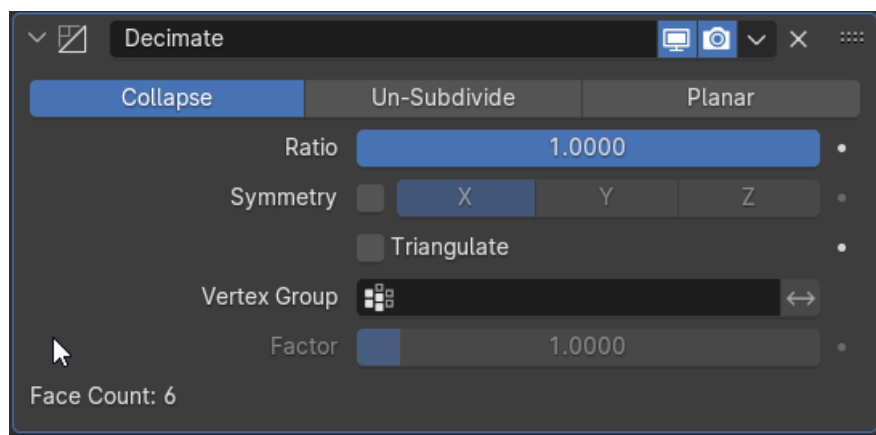 Decimate
Collapse Un-Subdivide Planar
Ratio 1.0000
Symmetry X Y Z
Triangulate
Vertex Group
Factor 1.0000
Face Count: 6